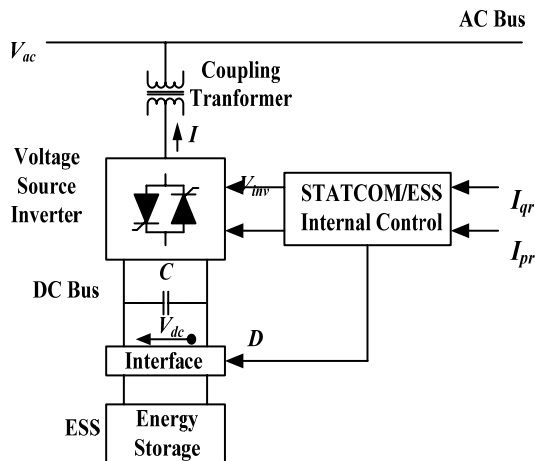 AC Bus
V_ac
Coupling
Tranformer
I
Voltage
Source
Inverter
V_inv
STATCOM/ESS
Internal Control
I_qr
I_pr
C
DC Bus
V_dc
D
Interface
ESS
Energy
Storage